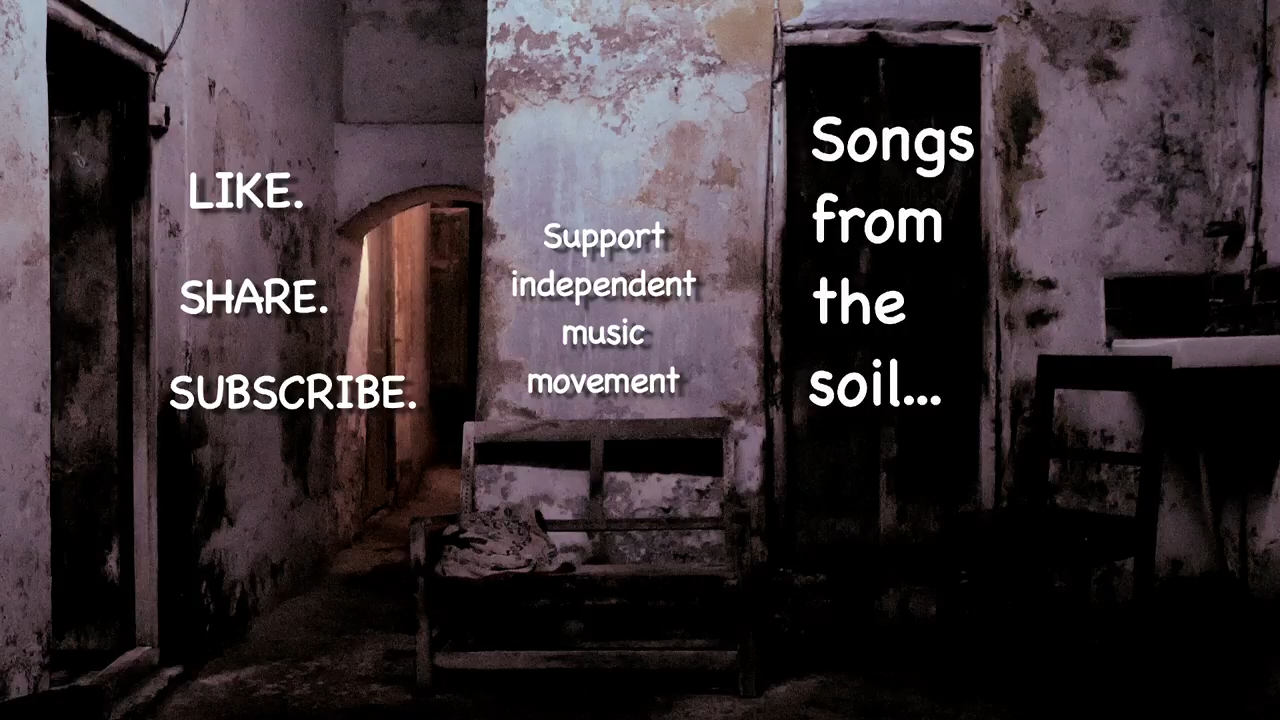 LIKE.
SHARE.
SUBSCRIBE.
Support
independent
music
movement
Songs
from
the
soil...